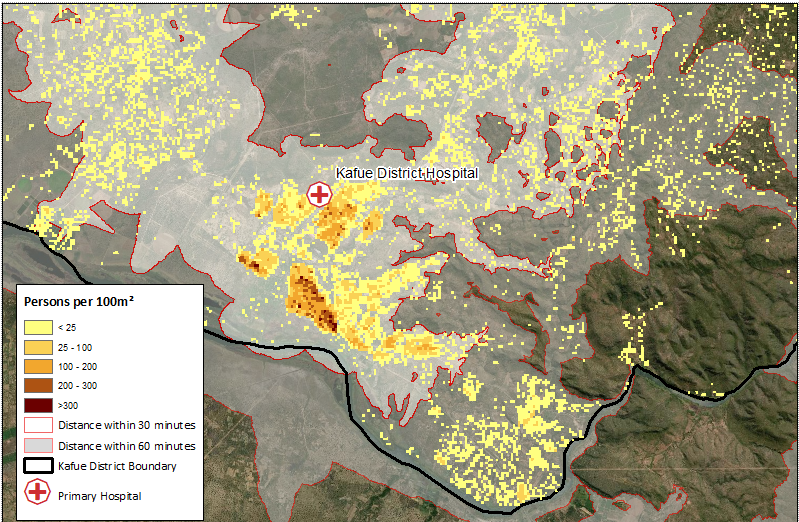 Kafue District Hospital
Persons per 100m²
< 25
25 - 100
100 - 200
200 - 300
>300
Distance within 30 minutes
Distance within 60 minutes
Kafue District Boundary
Primary Hospital